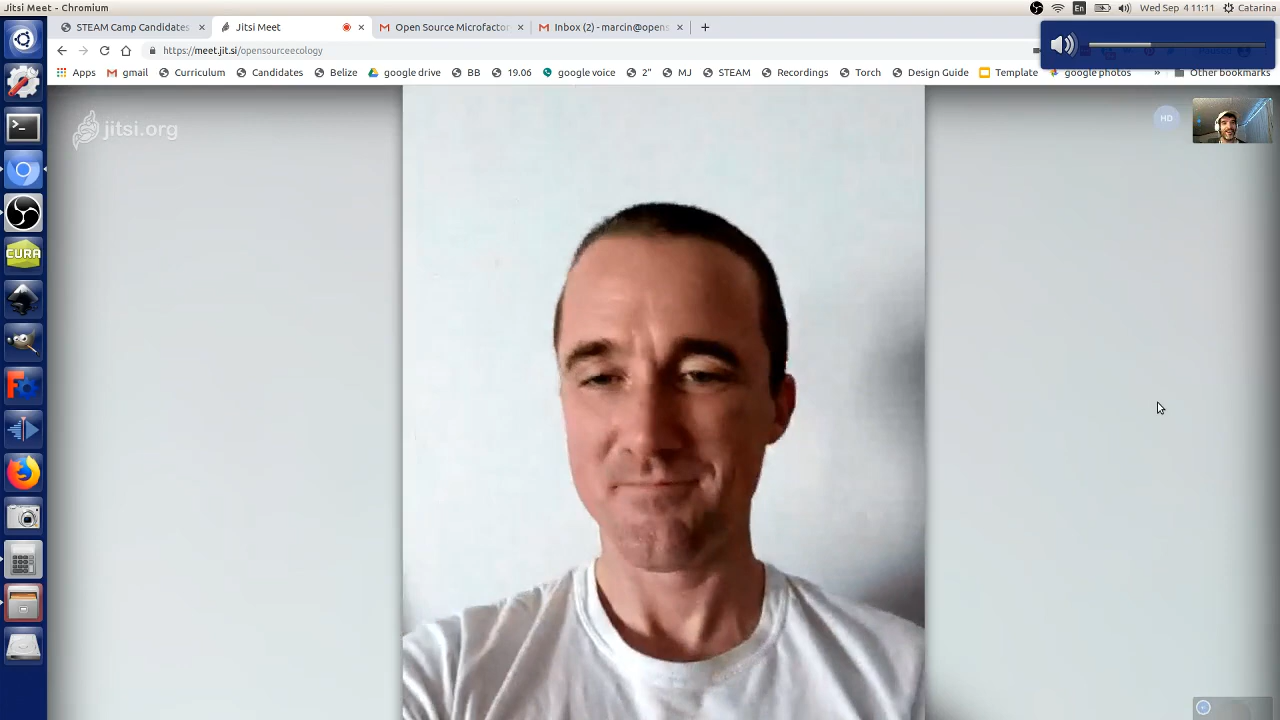 Jitsi Meet - Chromium
En
Wed Sep 4 11:11
Catarina
STEAM Camp Candidates
Jitsi Meet
Open Source Microfactor
Inbox (2) - marcin@opens
https://meet.jit.si/opensourceecology
Apps
gmail
Curriculum
Candidates
Belize
google drive
BB
19.06
google voice
2"
MJ
STEAM
Recordings
Torch
Design Guide
Template
google photos
»
Other bookmarks
jitsi.org
HD
CURA